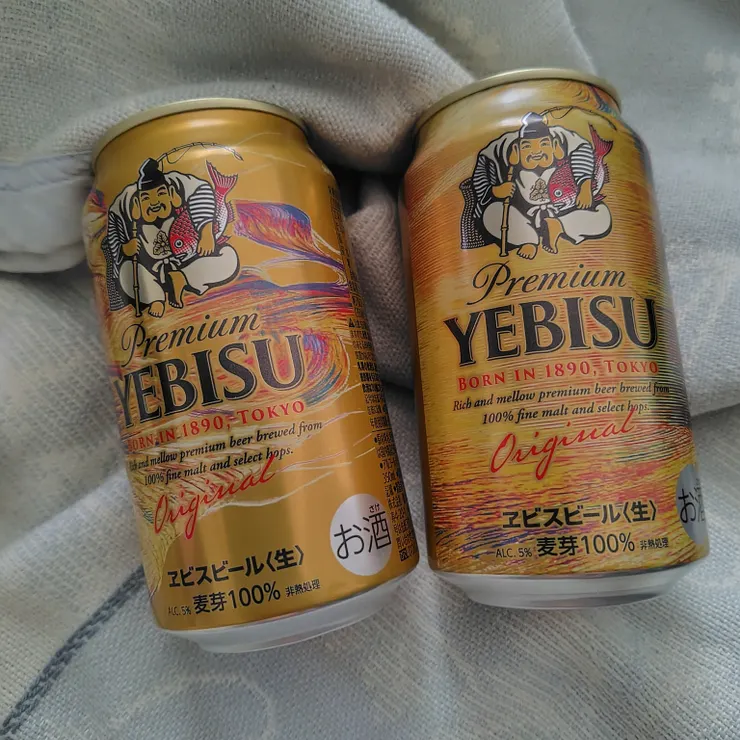 Premium
YEBISU
BORN IN 1890, TOKYO
Rich and mellow premium beer brewed from
100% fine malt and select hops.
Original
さけ
お酒
ヱビスビール〈生〉
ALC. 5% 麦芽100% 非熱処理
Premium
YEBISU
BORN IN 1890, TOKYO
Rich and mellow premium beer brewed from
100% fine malt and select hops.
Original
お
ヱビスビール〈生〉
ALC. 5% 麦芽100% 非熱処理